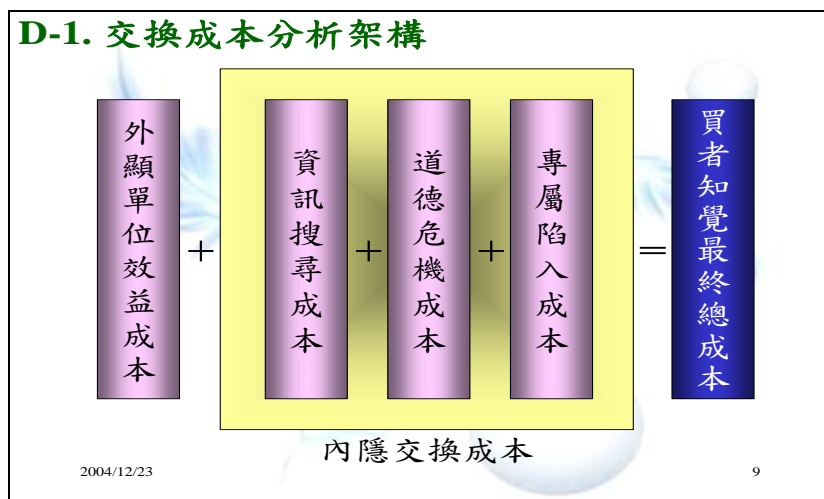 D-1. 交換成本分析架構
外顯單位效益成本
+
資訊搜尋成本
+
道德危機成本
+
專屬陷入成本
=
買者知覺最終總成本
內隱交換成本
2004/12/23
9